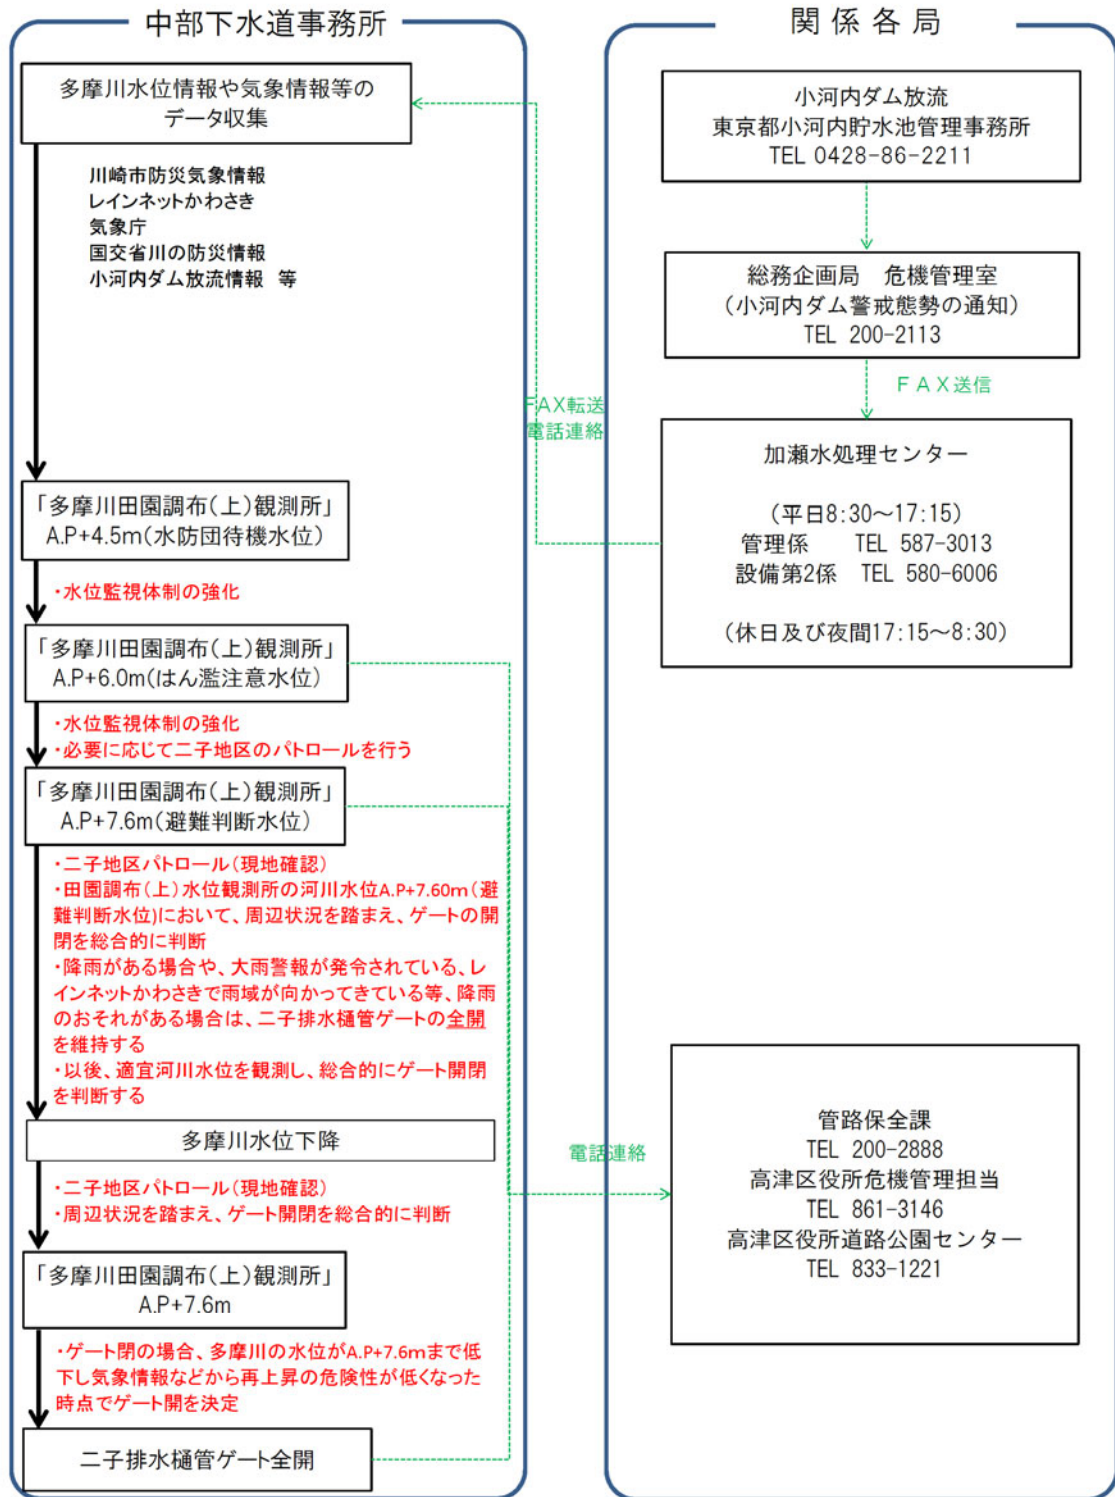 中部下水道事務所
多摩川水位情報や気象情報等の
データ収集
川崎市防災気象情報
レインネットかわさき
気象庁
国交省川の防災情報
小河内ダム放流情報 等
「多摩川田園調布(上)観測所」
A.P+4.5m(水防団待機水位)
・水位監視体制の強化
「多摩川田園調布(上)観測所」
A.P+6.0m(はん濫注意水位)
・水位監視体制の強化
・必要に応じて二子地区のパトロールを行う
「多摩川田園調布(上)観測所」
A.P+7.6m(避難判断水位)
・二子地区パトロール(現地確認)
・田園調布(上)水位観測所の河川水位A.P+7.60m(避
難判断水位)において、周辺状況を踏まえ、ゲートの開
閉を総合的に判断
・降雨がある場合や、大雨警報が発令されている、レ
インネットかわさきで雨域が向かってきている等、降雨
のおそれがある場合は、二子排水樋管ゲートの全開
を維持する
・以後、適宜河川水位を観測し、総合的にゲート開閉
を判断する
多摩川水位下降
・二子地区パトロール(現地確認)
・周辺状況を踏まえ、ゲート開閉を総合的に判断
「多摩川田園調布(上)観測所」
A.P+7.6m
・ゲート閉の場合、多摩川の水位がA.P+7.6mまで低
下し気象情報などから再上昇の危険性が低くなった
時点でゲート開を決定
二子排水樋管ゲート全開
FAX転送
電話連絡
電話連絡
関係各局
小河内ダム放流
東京都小河内貯水池管理事務所
TEL 0428-86-2211
総務企画局 危機管理室
(小河内ダム警戒態勢の通知)
TEL 200-2113
FAX送信
加瀬水処理センター
(平日8:30～17:15)
管理係 TEL 587-3013
設備第2係 TEL 580-6006
(休日及び夜間17:15～8:30)
管路保全課
TEL 200-2888
高津区役所危機管理担当
TEL 861-3146
高津区役所道路公園センター
TEL 833-1221